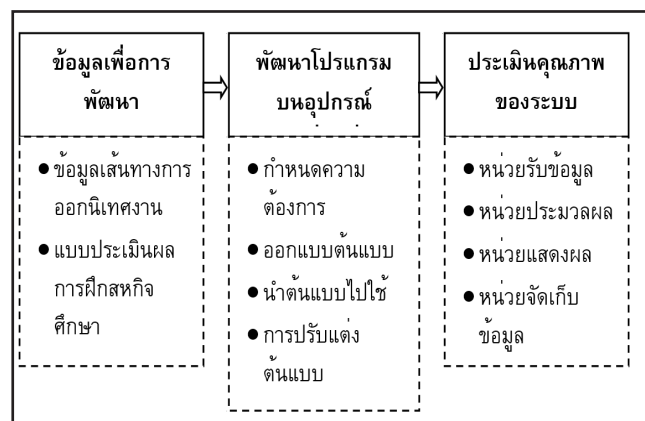 ข้อมูลเพื่อการ
พัฒนา
พัฒนาโปรแกรม
บนอุปกรณ์
ประเมินคุณภาพ
ของระบบ
● ข้อมูลเส้นทางการ
ออกนิเทศงาน
● แบบประเมินผล
การฝึกสหกิจ
ศึกษา
● กำหนดความ
ต้องการ
● ออกแบบต้นแบบ
● นำต้นแบบไปใช้
● การปรับแต่ง
ต้นแบบ
● หน่วยรับข้อมูล
● หน่วยประมวลผล
● หน่วยแสดงผล
● หน่วยจัดเก็บ
ข้อมูล